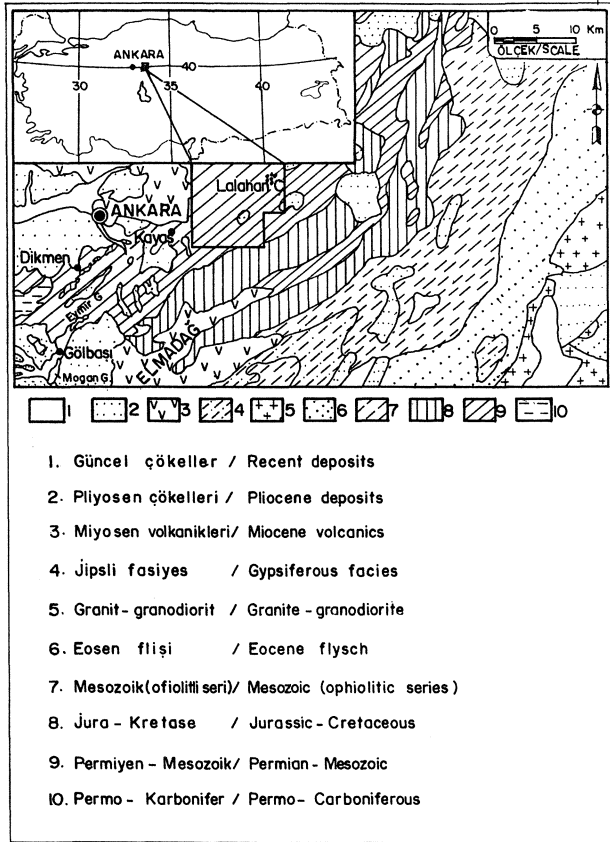 0 5 10 Km
ÖLÇEK/SCALE
ANKARA
40
30 35 40
Lalahan
ANKARA
Kayaş
Dikmen
Eymir G.
Gölbaşı
ELMADAĞ
Mogan G.
1 2 3 4 5 6 7 8 9 10
1. Güncel çökeller / Recent deposits
2. Pliyosen çökelleri / Pliocene deposits
3. Miyosen volkanikleri/ Miocene volcanics
4. Jipsli fasiyes / Gypsiferous facies
5. Granit-granodiorit / Granite-granodiorite
6. Eosen flişi / Eocene flysch
7. Mesozoik(ofiolitli seri)/ Mesozoic (ophiolitic series)
8. Jura - Kretase / Jurassic-Cretaceous
9. Permiyen - Mesozoik/ Permian-Mesozoic
10. Permo - Karbonifer / Permo-Carboniferous